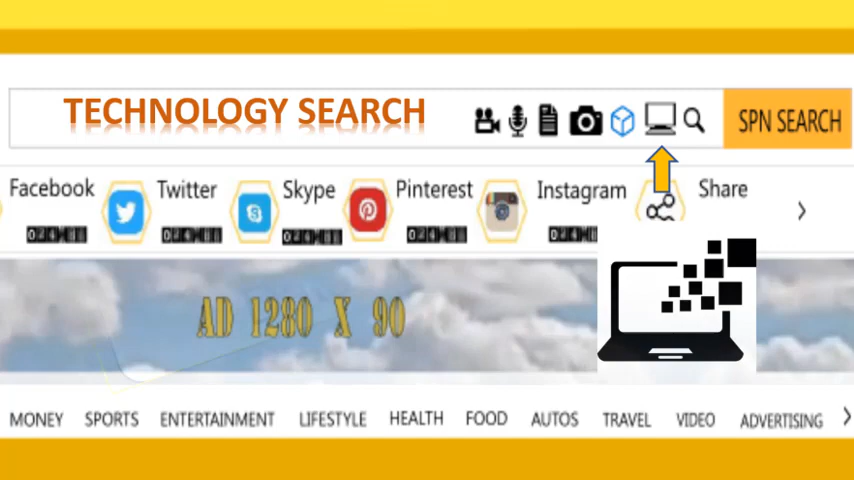 TECHNOLOGY SEARCH
SPN SEARCH
Facebook
Twitter
Skype
Pinterest
Instagram
Share
AD 1280 X 90
MONEY SPORTS ENTERTAINMENT LIFESTYLE HEALTH FOOD AUTOS TRAVEL VIDEO ADVERTISING